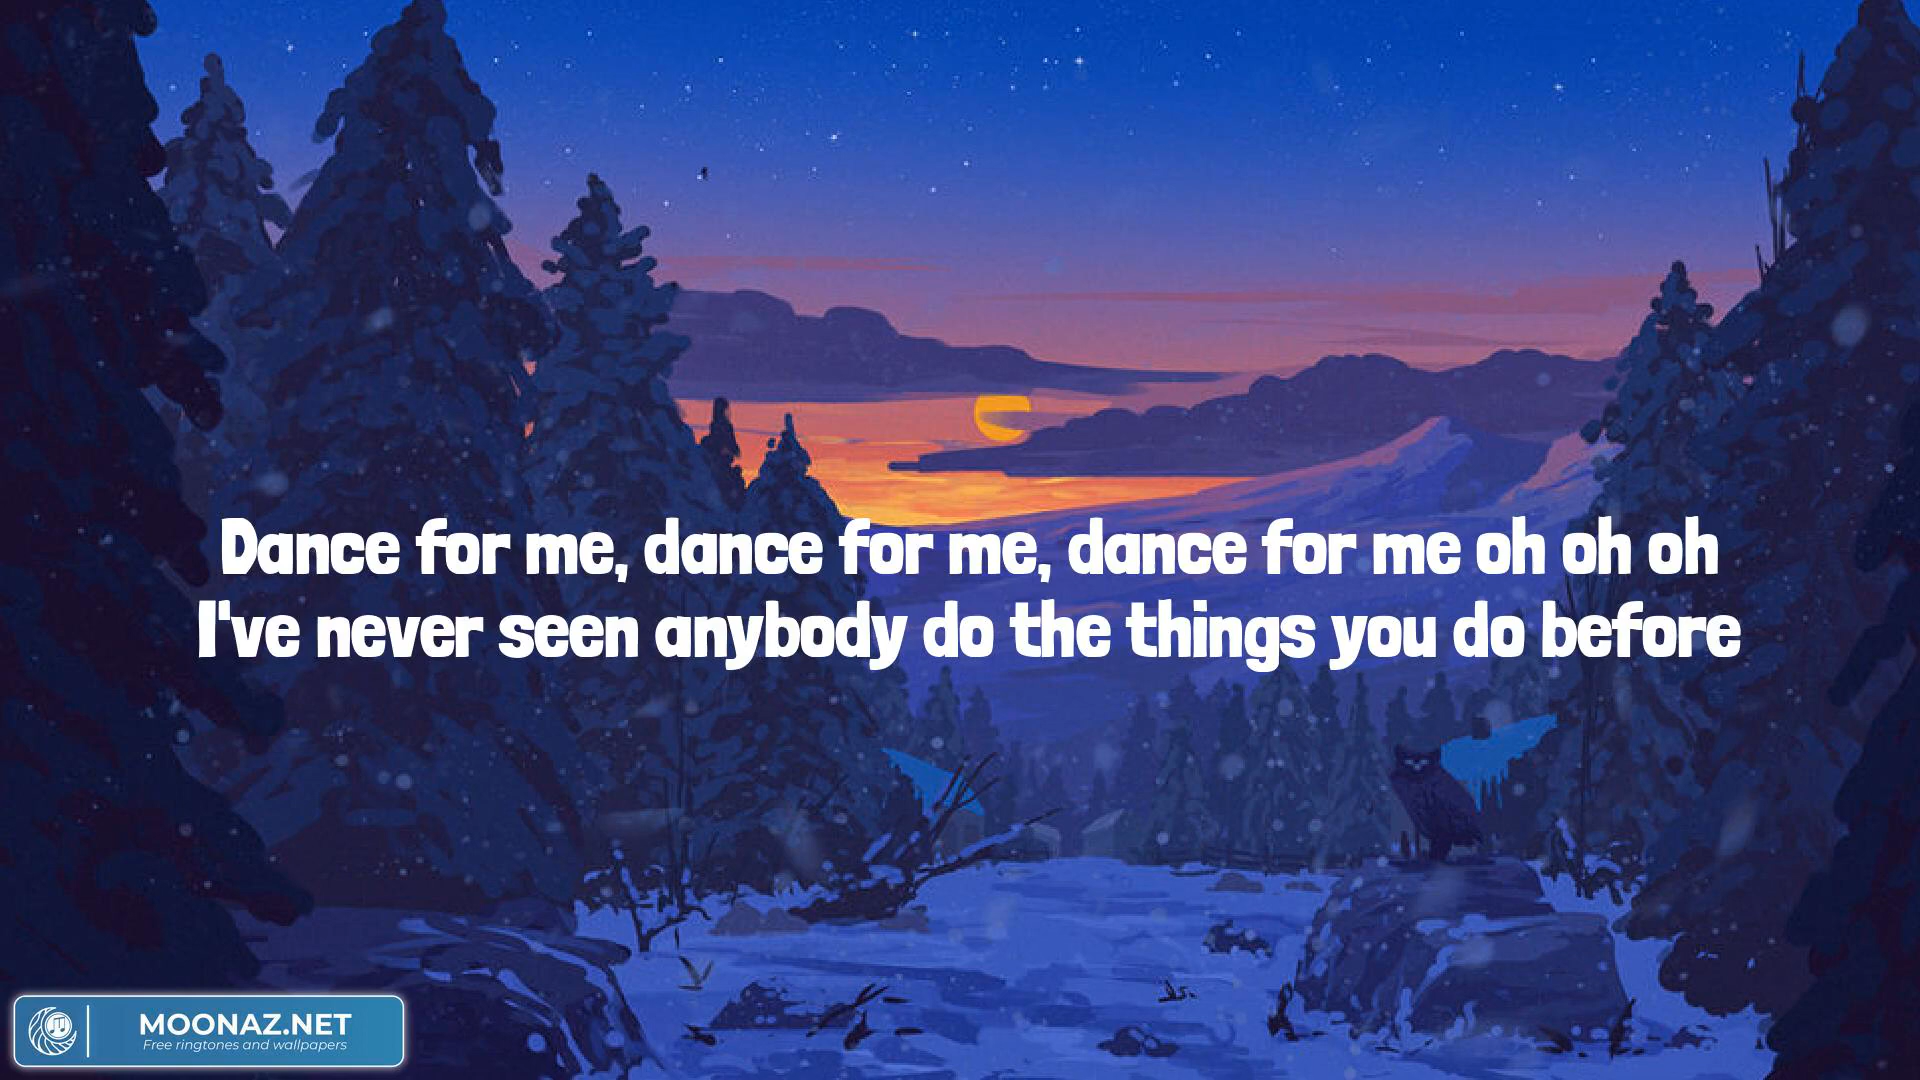 Dance for me, dance for me, dance for me oh oh oh
I've never seen anybody do the things you do before
MOONAZ.NET
Free ringtones and wallpapers